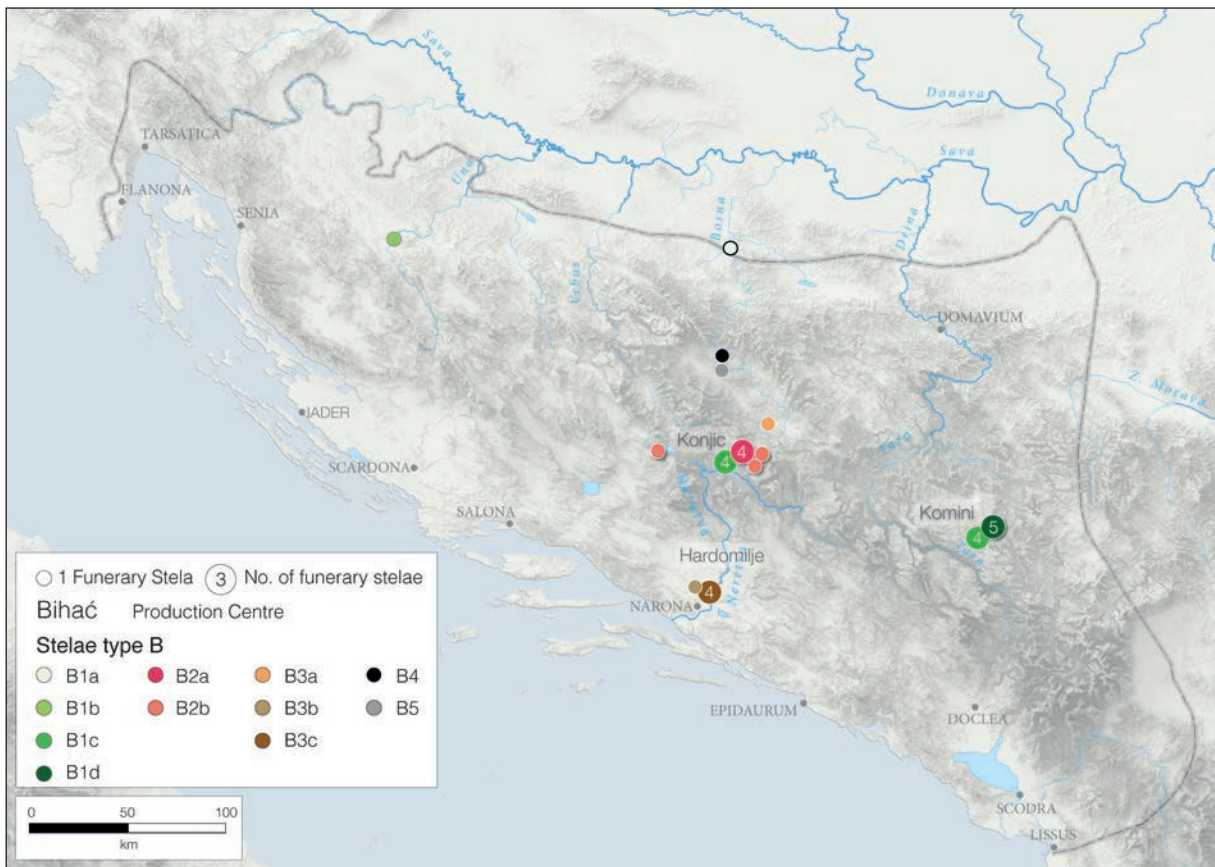 Sava
Donava
TARSATICA
Sava
Una
FLANONA
SENIA
Bosna
Drina
Vrbas
DOMAVIUM
Z. Morava
IADER
Konjic
4
4
Tara
SCARDONA
Neretva
SALONA
Komini
5
4
Hardomilje
4
NARONA
EPIDAURUM
DOCLEA
SCODRA
LISSUS
1 Funerary Stela 3 No. of funerary stelae
Bihać Production Centre
Stelae type B
B1a B2a B3a B4
B1b B2b B3b B5
B1c B3c
B1d
0 50 100
km